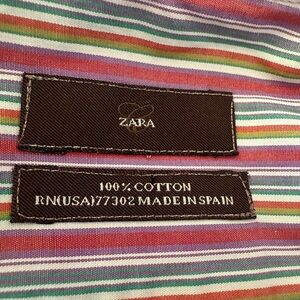 ZARA
100% COTTON
RN(USA)77302 MADE IN SPAIN